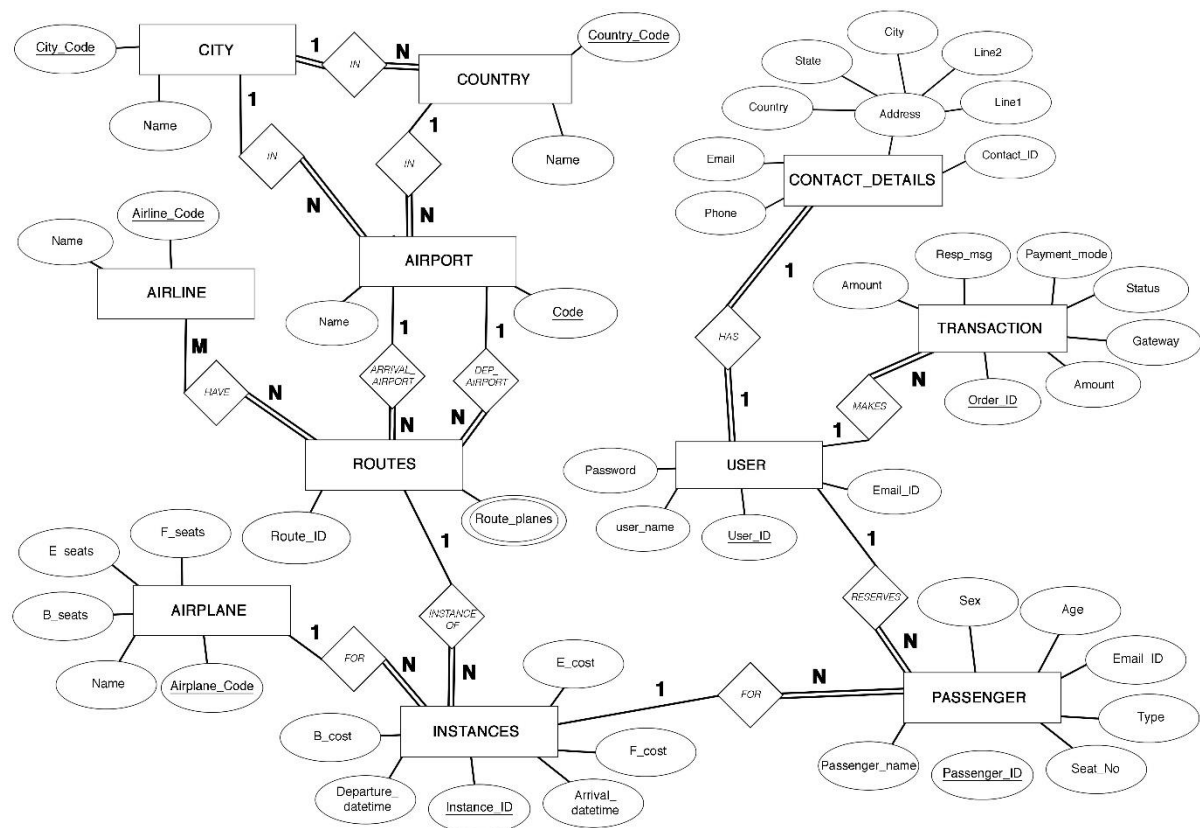 City_Code
CITY
1
IN
N
Country_Code
COUNTRY
Name
Name
1
IN
N
1
IN
N
City
State
Line2
Country
Address
Line1
Email
Contact_ID
CONTACT_DETAILS
Phone
1
HAS
1
Airline_Code
Name
AIRLINE
AIRPORT
Name
Code
M
HAVE
N
1
ARRIVAL_
AIRPORT
N
1
DEP_
AIRPORT
N
Resp_msg
Payment_mode
Amount
Status
TRANSACTION
Gateway
Order_ID
Amount
N
MAKES
1
ROUTES
Route_ID
Route_planes
USER
Password
user_name
User_ID
Email_ID
1
INSTANCE
OF
N
1
RESERVES
N
F_seats
E_seats
AIRPLANE
B_seats
Name
Airplane_Code
1
FOR
N
E_cost
INSTANCES
B_cost
F_cost
Departure_
datetime
Instance_ID
Arrival_
datetime
1
FOR
N
Sex
Age
Email_ID
PASSENGER
Type
Passenger_name
Passenger_ID
Seat_No